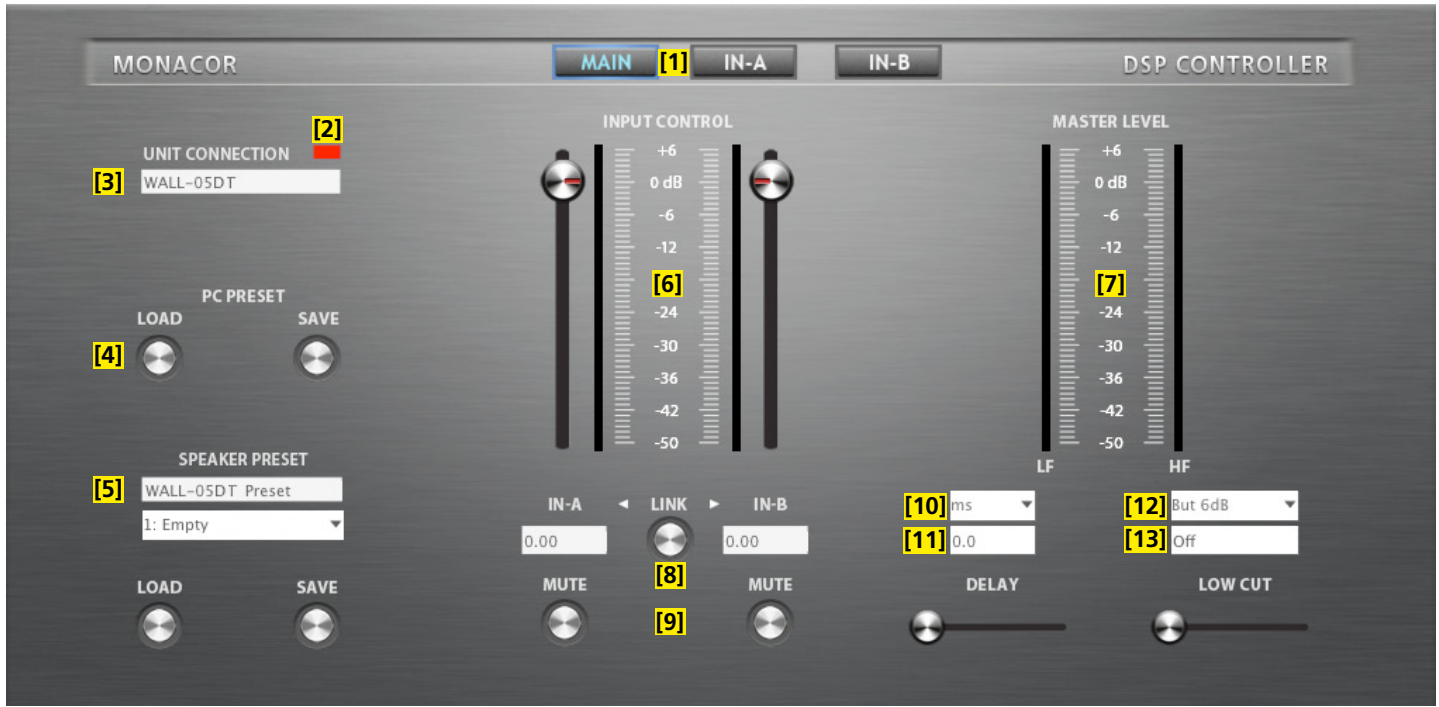 MONACOR
MAIN [1] IN-A IN-B
DSP CONTROLLER
[2]
UNIT CONNECTION
[3] WALL-05DT
PC PRESET
LOAD SAVE
[4]
SPEAKER PRESET
[5] WALL-05DT Preset
1: Empty
LOAD SAVE
INPUT CONTROL
+6
0 dB
-6
-12
[6]
-24
-30
-36
-42
-50
IN-A ◄ LINK ► IN-B
0.00 0.00
[8]
MUTE MUTE
[9]
MASTER LEVEL
+6
0 dB
-6
-12
[7]
-24
-30
-36
-42
-50
LF HF
[10] ms
[11] 0.0
DELAY
[12] But 6dB
[13] Off
LOW CUT